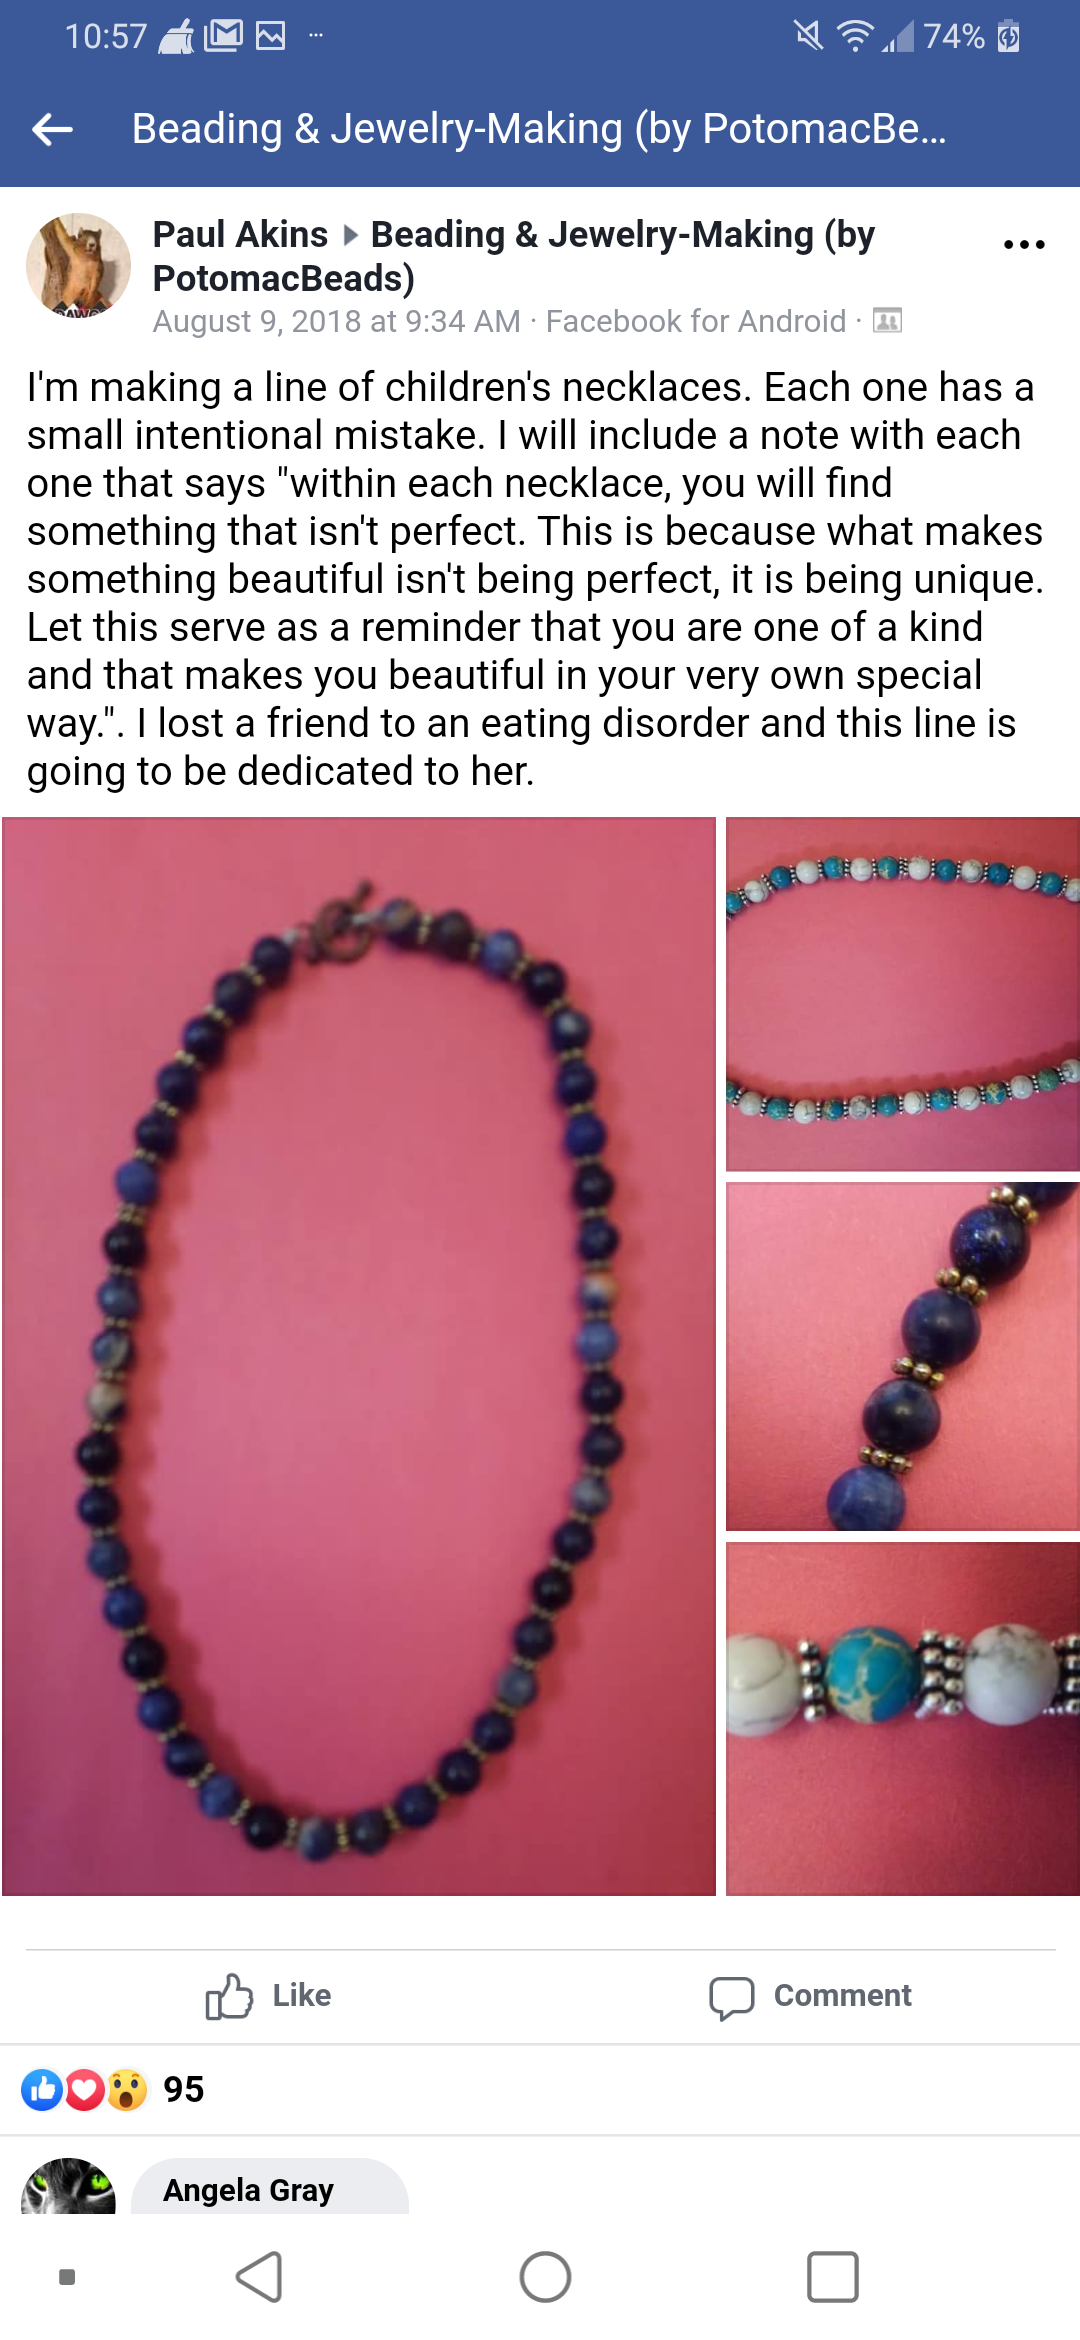 10:57
74%
Beading & Jewelry-Making (by PotomacBe...
Paul Akins ▸ Beading & Jewelry-Making (by
PotomacBeads)
August 9, 2018 at 9:34 AM · Facebook for Android ·
I'm making a line of children's necklaces. Each one has a
small intentional mistake. I will include a note with each
one that says "within each necklace, you will find
something that isn't perfect. This is because what makes
something beautiful isn't being perfect, it is being unique.
Let this serve as a reminder that you are one of a kind
and that makes you beautiful in your very own special
way.". I lost a friend to an eating disorder and this line is
going to be dedicated to her.
Like
Comment
95
Angela Gray